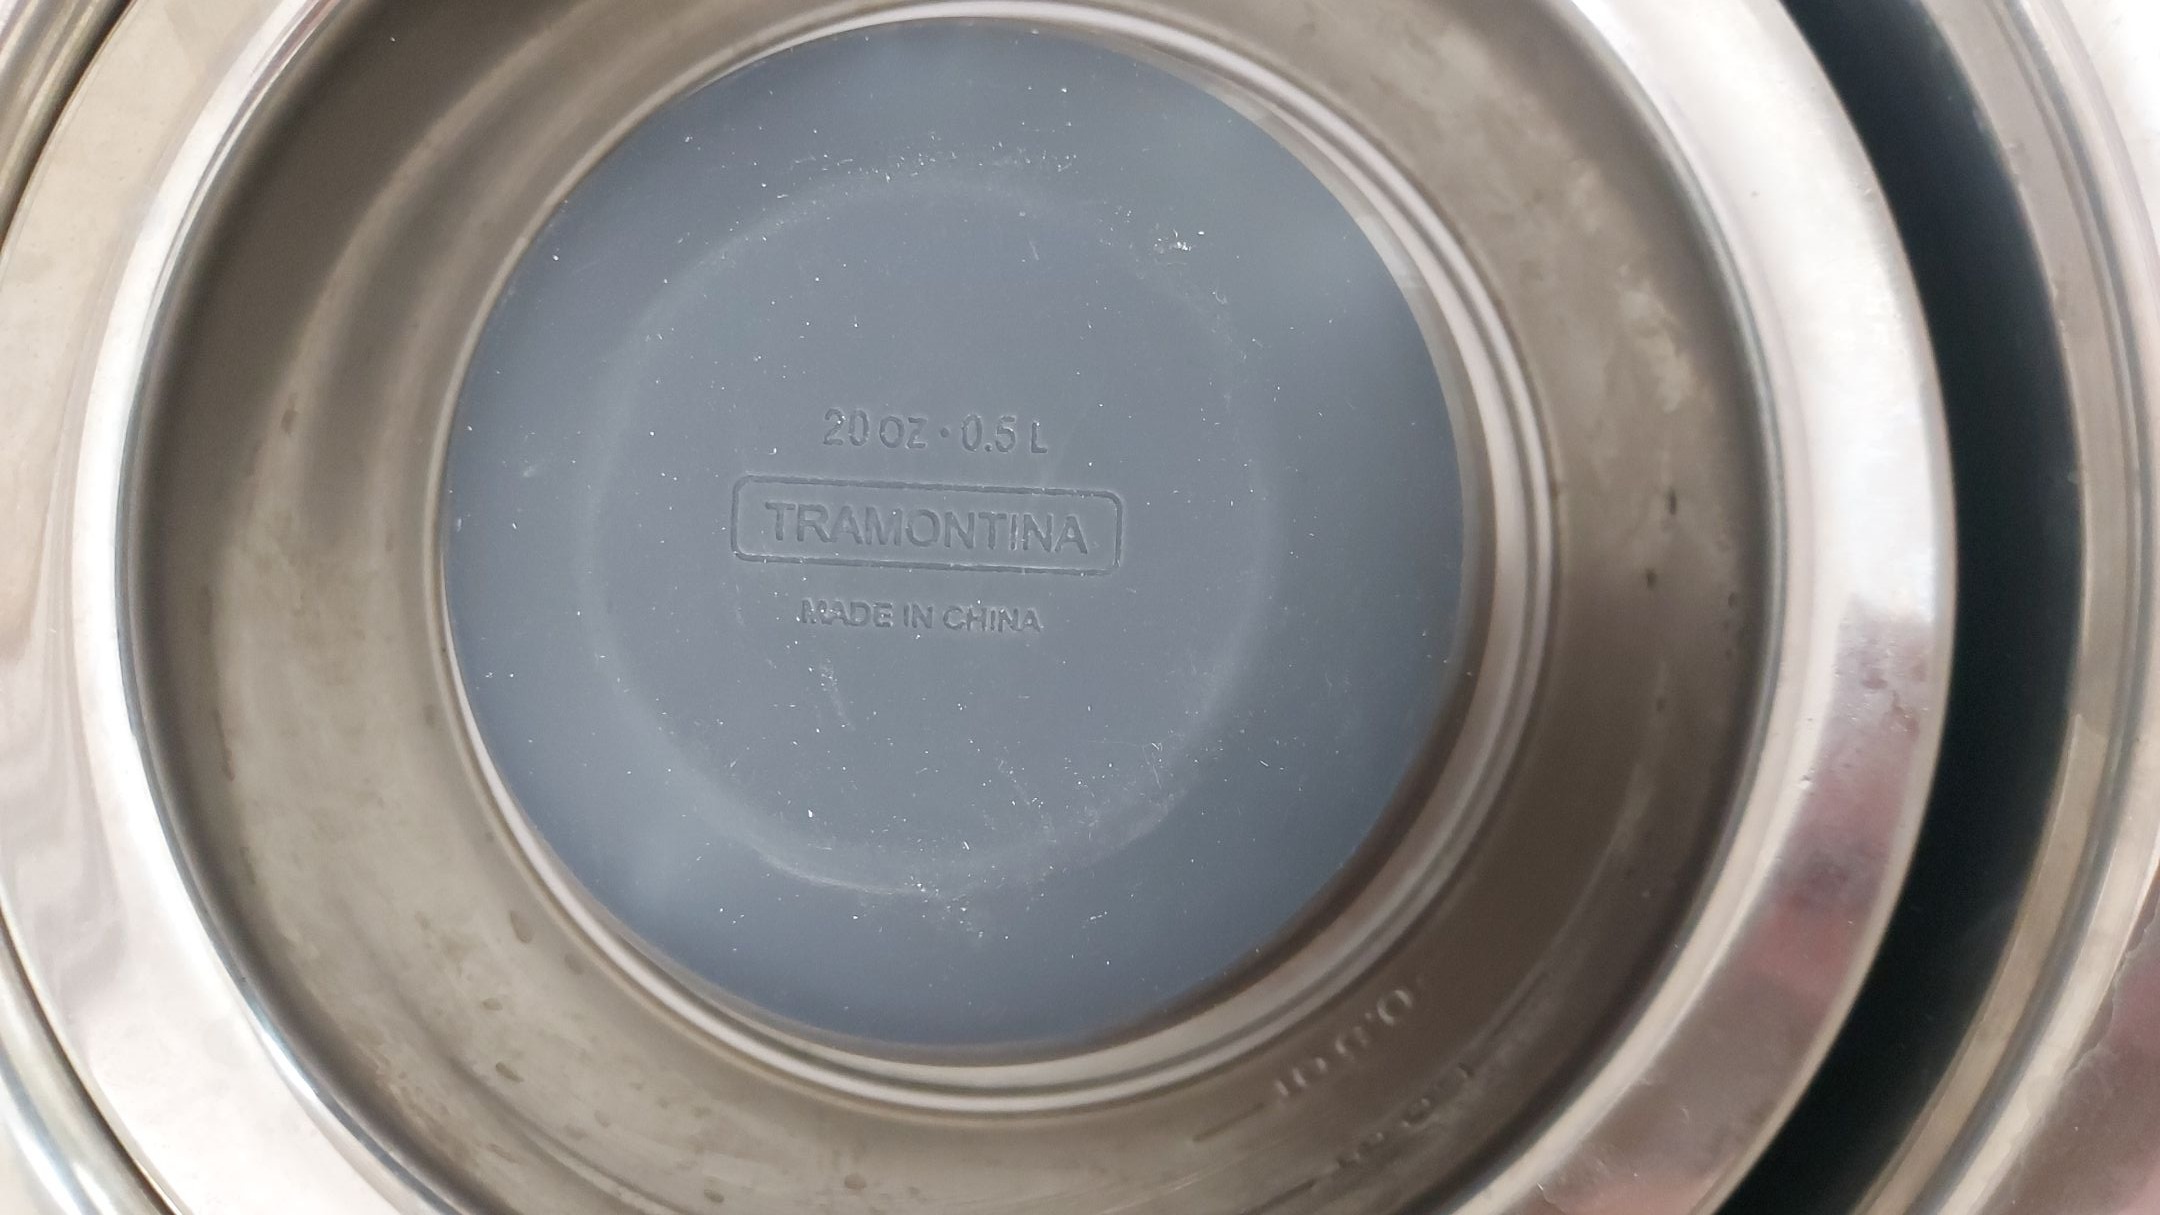 20 OZ · 0.5 L
TRAMONTINA
MADE IN CHINA